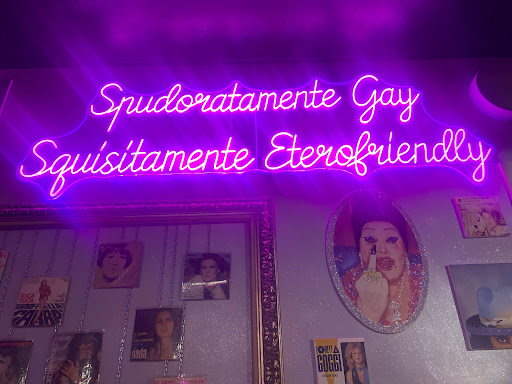 Spudoratamente Gay
Squisitamente Eterofriendly
GOGGI